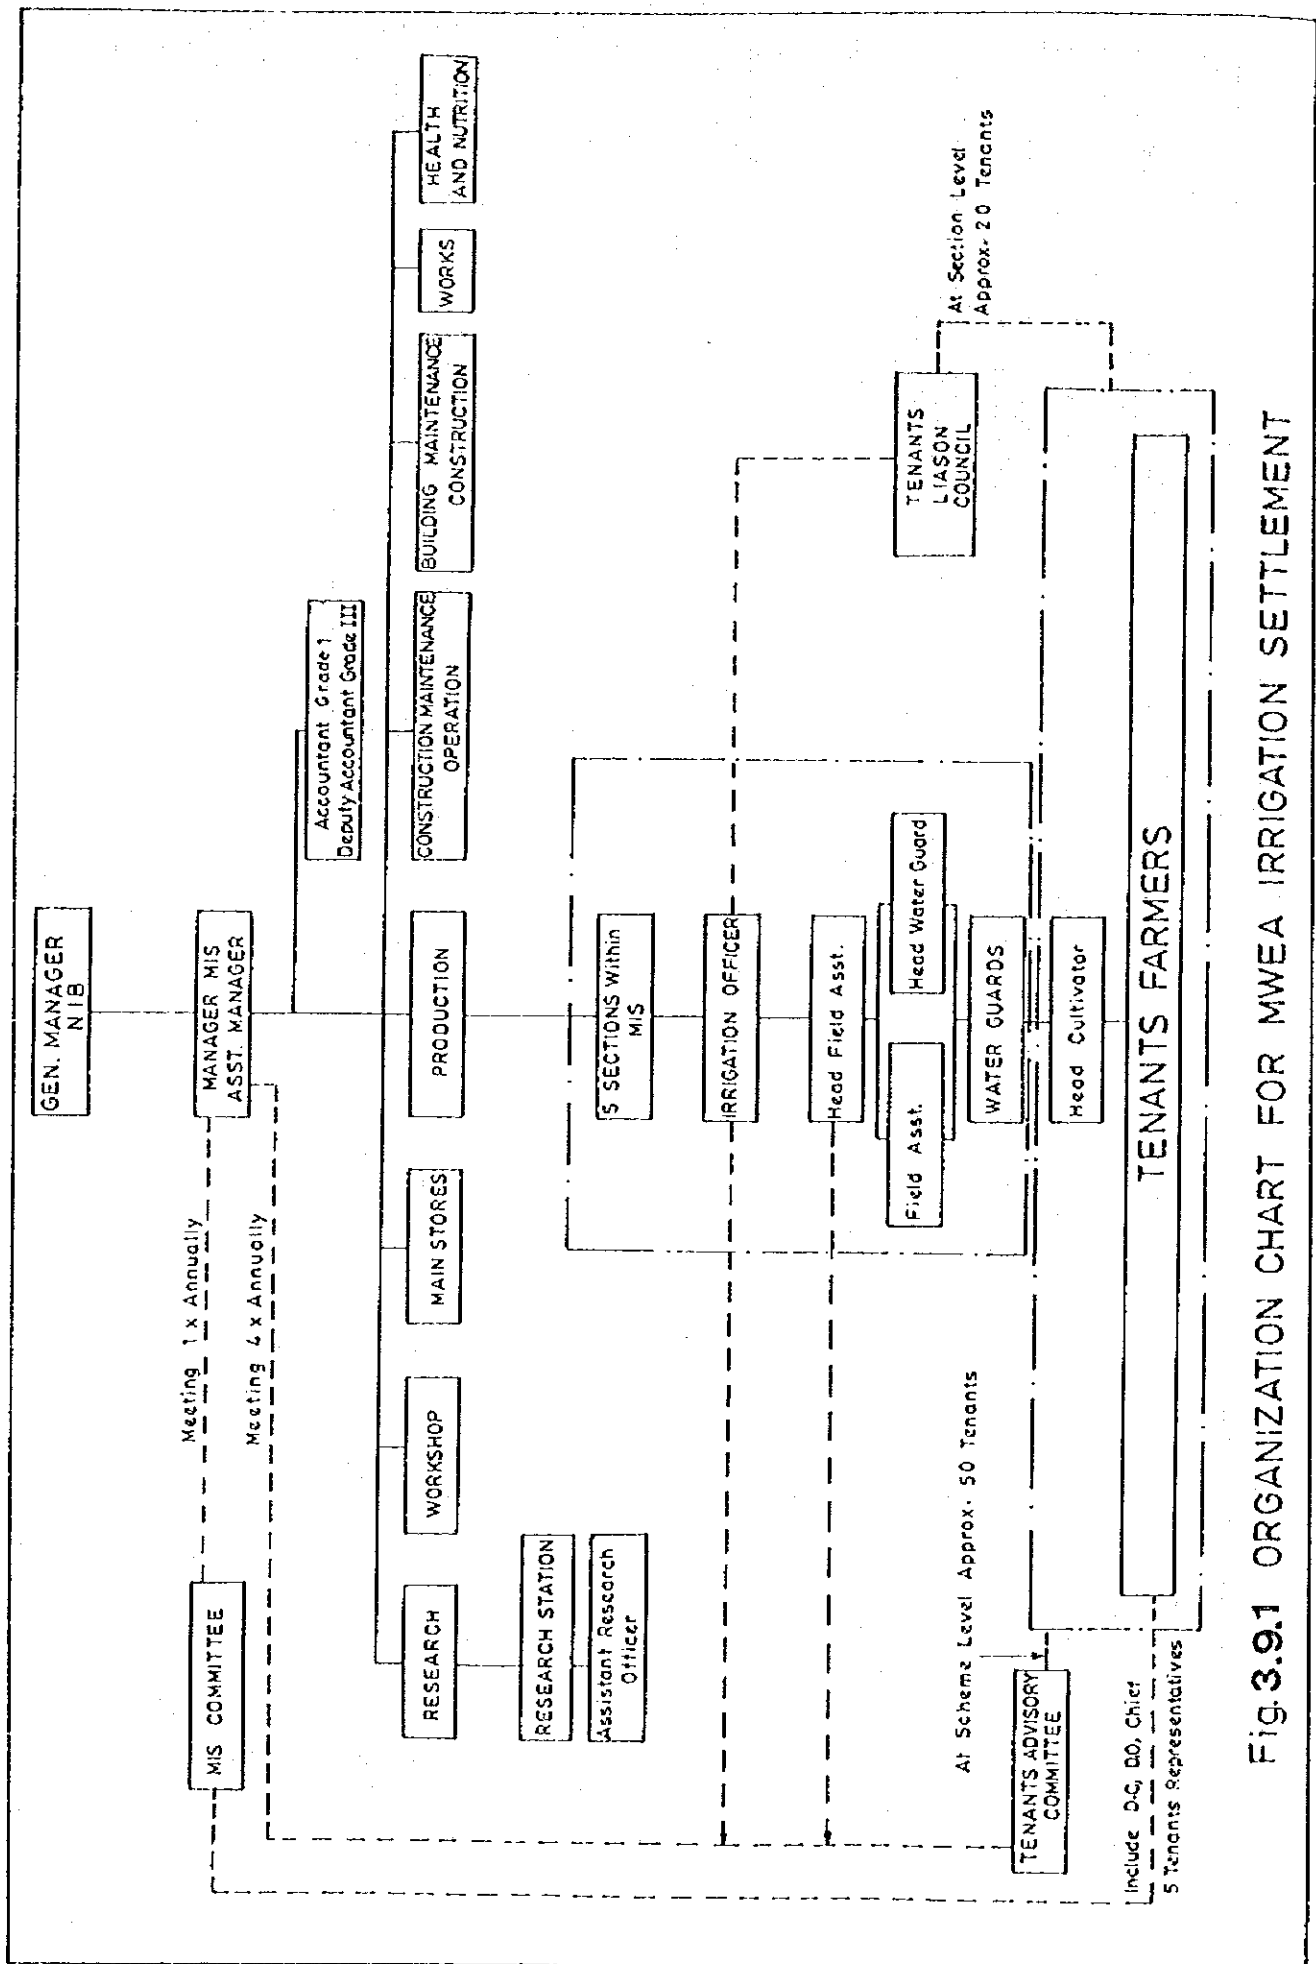 GEN. MANAGER
NIB
MANAGER MIS
ASST. MANAGER
MIS COMMITTEE
Meeting 1 x Annually
Meeting 4 x Annually
Accountant Grade 1
Deputy Accountant Grade III
RESEARCH
WORKSHOP
MAIN STORES
PRODUCTION
CONSTRUCTION MAINTENANCE
OPERATION
BUILDING MAINTENANCE
CONSTRUCTION
WORKS
HEALTH
AND NUTRITION
RESEARCH STATION
Assistant Research
Officer
5 SECTIONS Within
MIS
IRRIGATION OFFICER
Head Field Asst.
Field Asst.
Head Water Guard
WATER GUARDS
Head Cultivator
TENANTS FARMERS
TENANTS
LIASON
COUNCIL
At Section Level
Approx. 20 Tenants
At Scheme Level Approx. 50 Tenants
TENANTS ADVISORY
COMMITTEE
Include D.C, D.O, Chief
5 Tenants Representatives
Fig.3.9.1 ORGANIZATION CHART FOR MWEA IRRIGATION SETTLEMENT